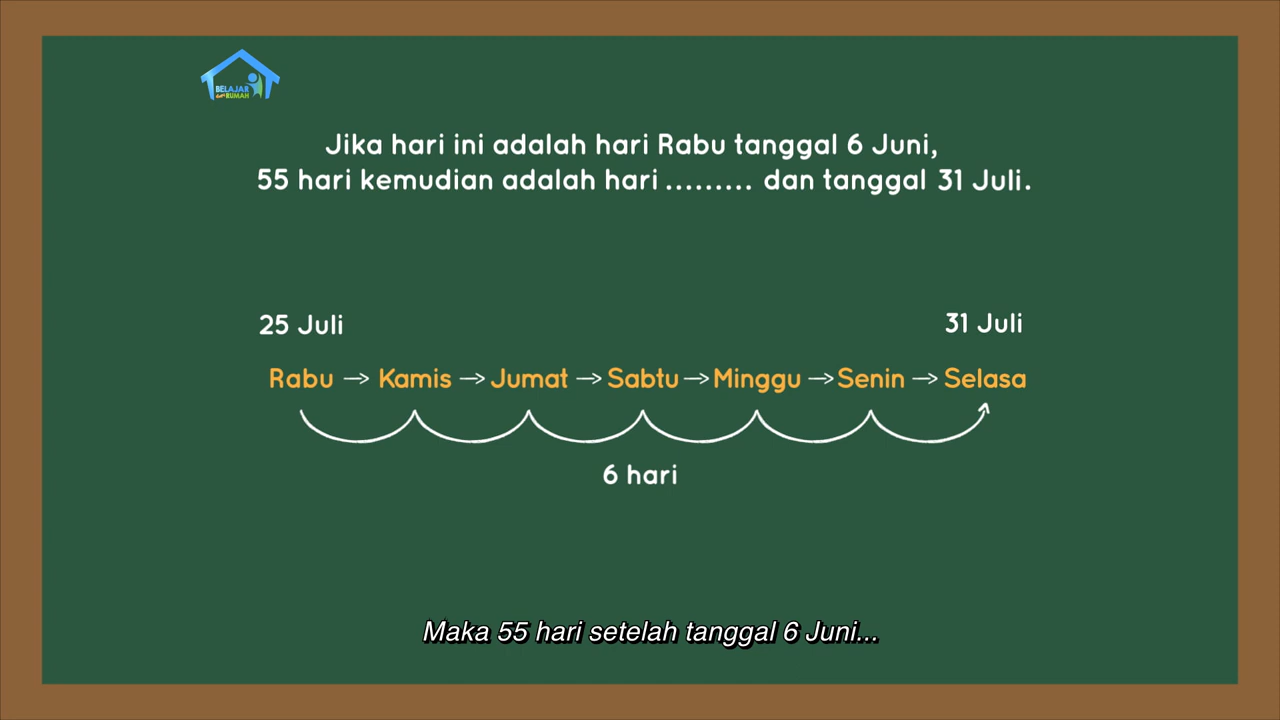 BELAJAR
dari RUMAH
Jika hari ini adalah hari Rabu tanggal 6 Juni,
55 hari kemudian adalah hari ......... dan tanggal 31 Juli.
25 Juli
31 Juli
Rabu → Kamis → Jumat → Sabtu → Minggu → Senin → Selasa
6 hari
Maka 55 hari setelah tanggal 6 Juni...